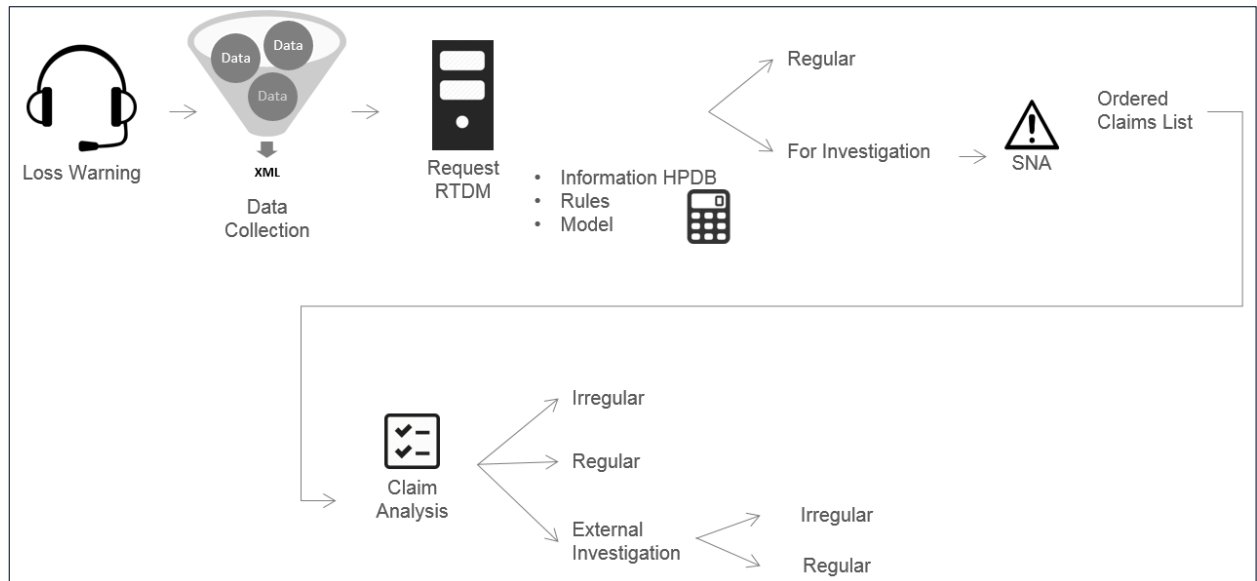 Data
Data
Data
Loss Warning
XML
Data
Collection
Request
RTDM
• Information HPDB
• Rules
• Model
0
Regular
For Investigation
SNA
Ordered
Claims List
Claim
Analysis
Irregular
Regular
External
Investigation
Irregular
Regular